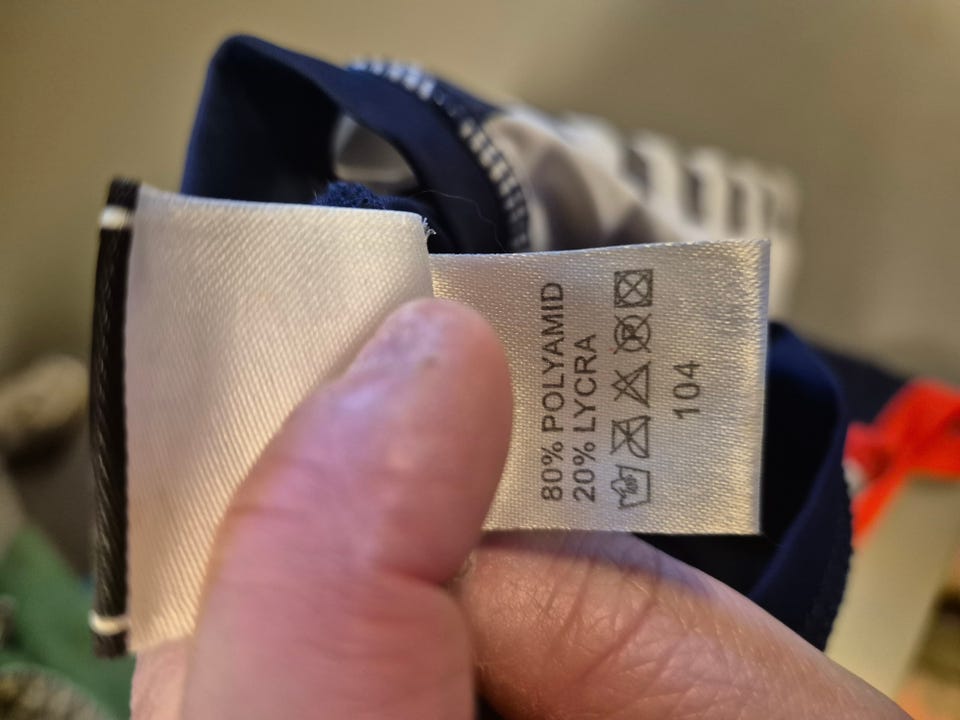 80% POLYAMID
20% LYCRA
104